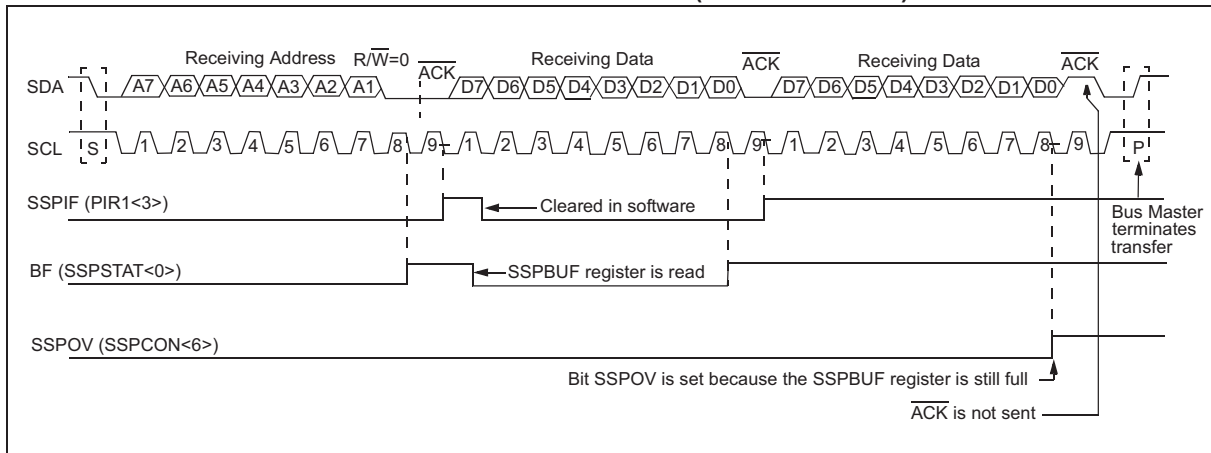 Receiving Address R/W=0 ACK Receiving Data ACK Receiving Data ACK
SDA A7 A6 A5 A4 A3 A2 A1 D7 D6 D5 D4 D3 D2 D1 D0 D7 D6 D5 D4 D3 D2 D1 D0
SCL S 1 2 3 4 5 6 7 8 9 1 2 3 4 5 6 7 8 9 1 2 3 4 5 6 7 8 9 P
SSPIF (PIR1<3>)
Cleared in software
Bus Master
terminates
transfer
BF (SSPSTAT<0>)
SSPBUF register is read
SSPOV (SSPCON<6>)
Bit SSPOV is set because the SSPBUF register is still full
ACK is not sent